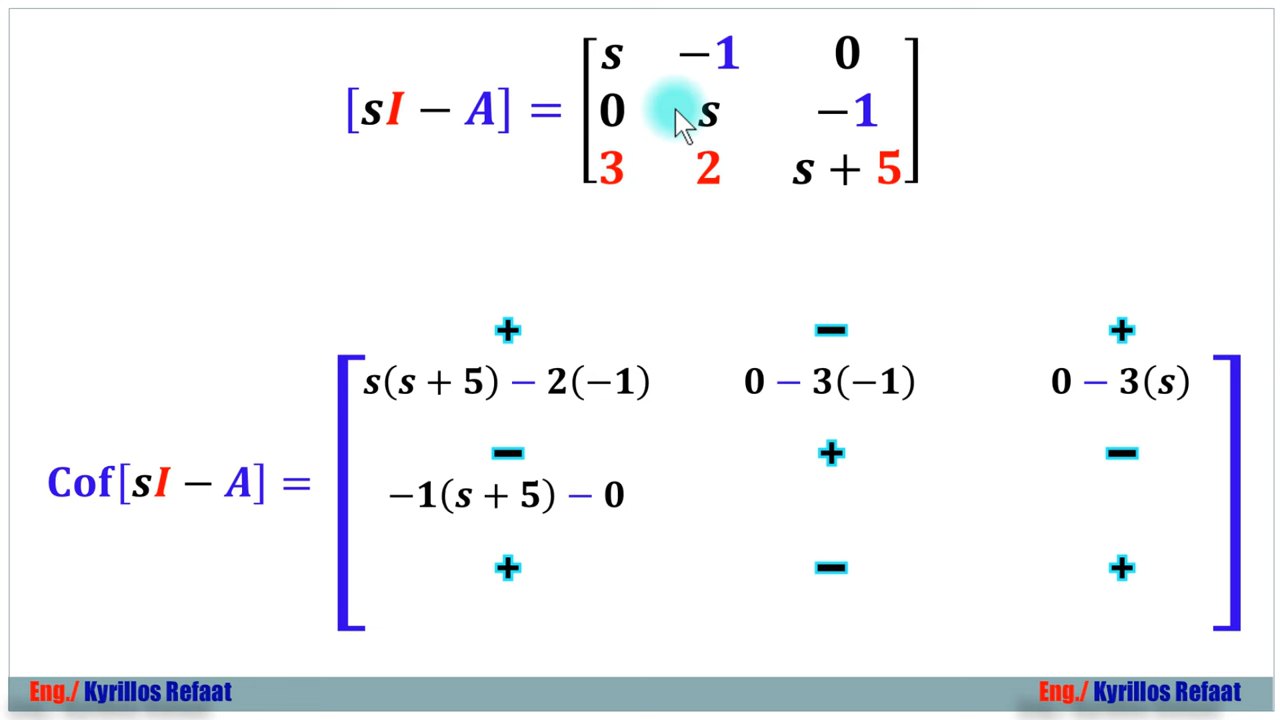 [sI − A] = [ s −1 0
0 s −1
3 2 s + 5 ]
+ − +
s(s + 5) − 2(−1) 0 − 3(−1) 0 − 3(s)
− + −
Cof[sI − A] =
−1(s + 5) − 0
+ − +
Eng./ Kyrillos Refaat Eng./ Kyrillos Refaat